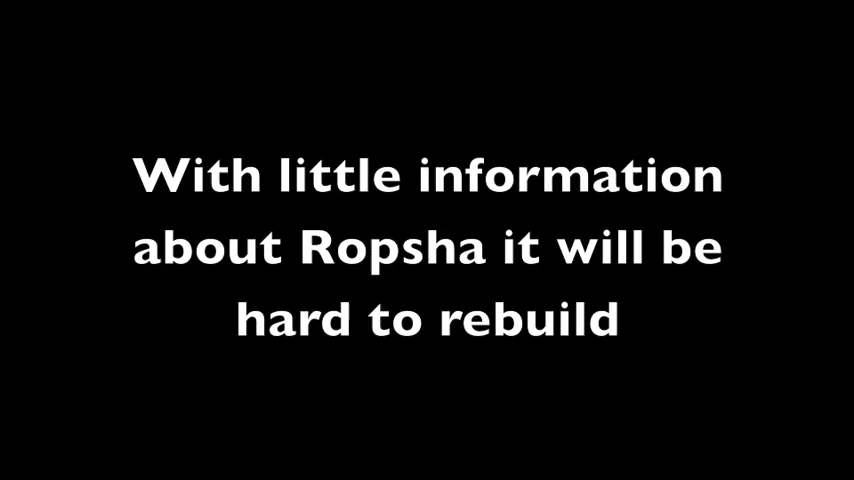 With little information
about Ropsha it will be
hard to rebuild